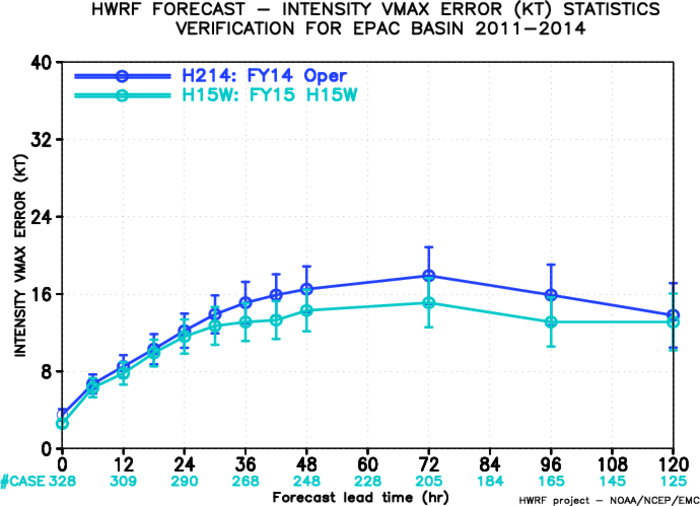 HWRF FORECAST – INTENSITY VMAX ERROR (KT) STATISTICS
VERIFICATION FOR EPAC BASIN 2011–2014
H214: FY14 Oper
H15W: FY15 H15W
INTENSITY VMAX ERROR (KT)
40
32
24
16
8
0
0 12 24 36 48 60 72 84 96 108 120
#CASE 328 309 290 268 248 228 205 184 165 145 125
Forecast lead time (hr)
HWRF project – NOAA/NCEP/EMC